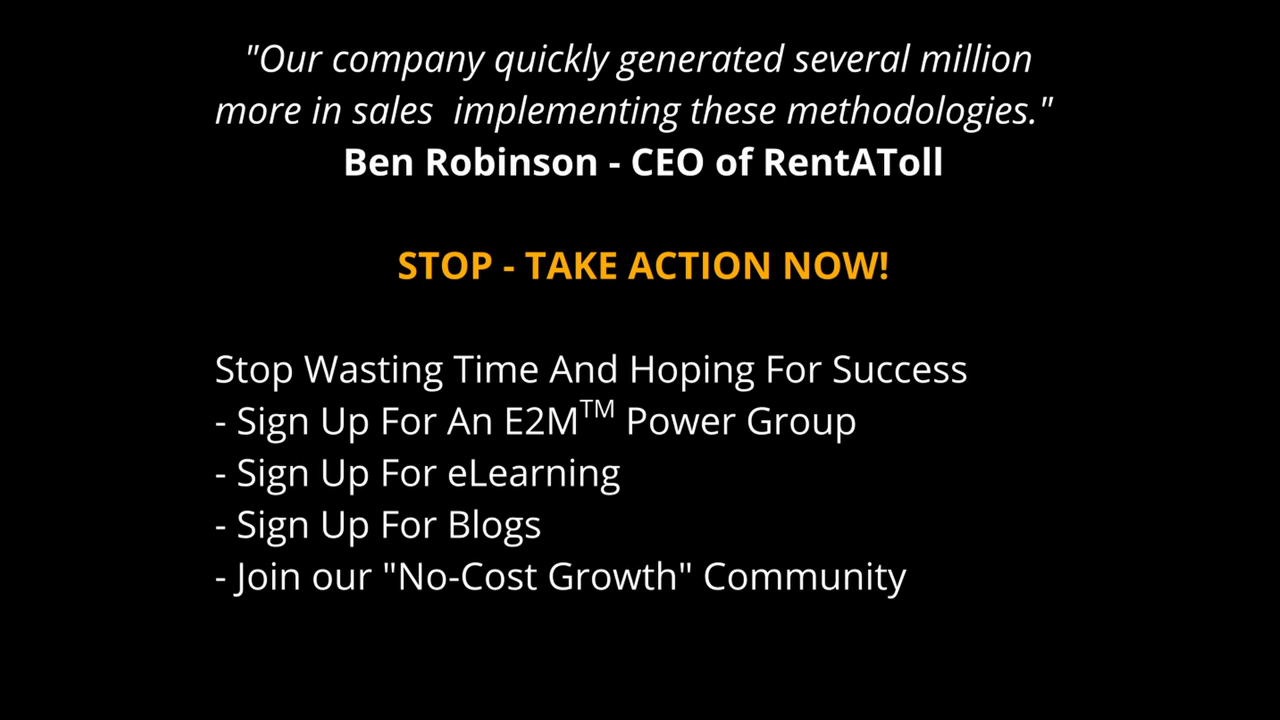 "Our company quickly generated several million
more in sales  implementing these methodologies."
Ben Robinson - CEO of RentAToll
STOP - TAKE ACTION NOW!
Stop Wasting Time And Hoping For Success
- Sign Up For An E2M™ Power Group
- Sign Up For eLearning
- Sign Up For Blogs
- Join our "No-Cost Growth" Community